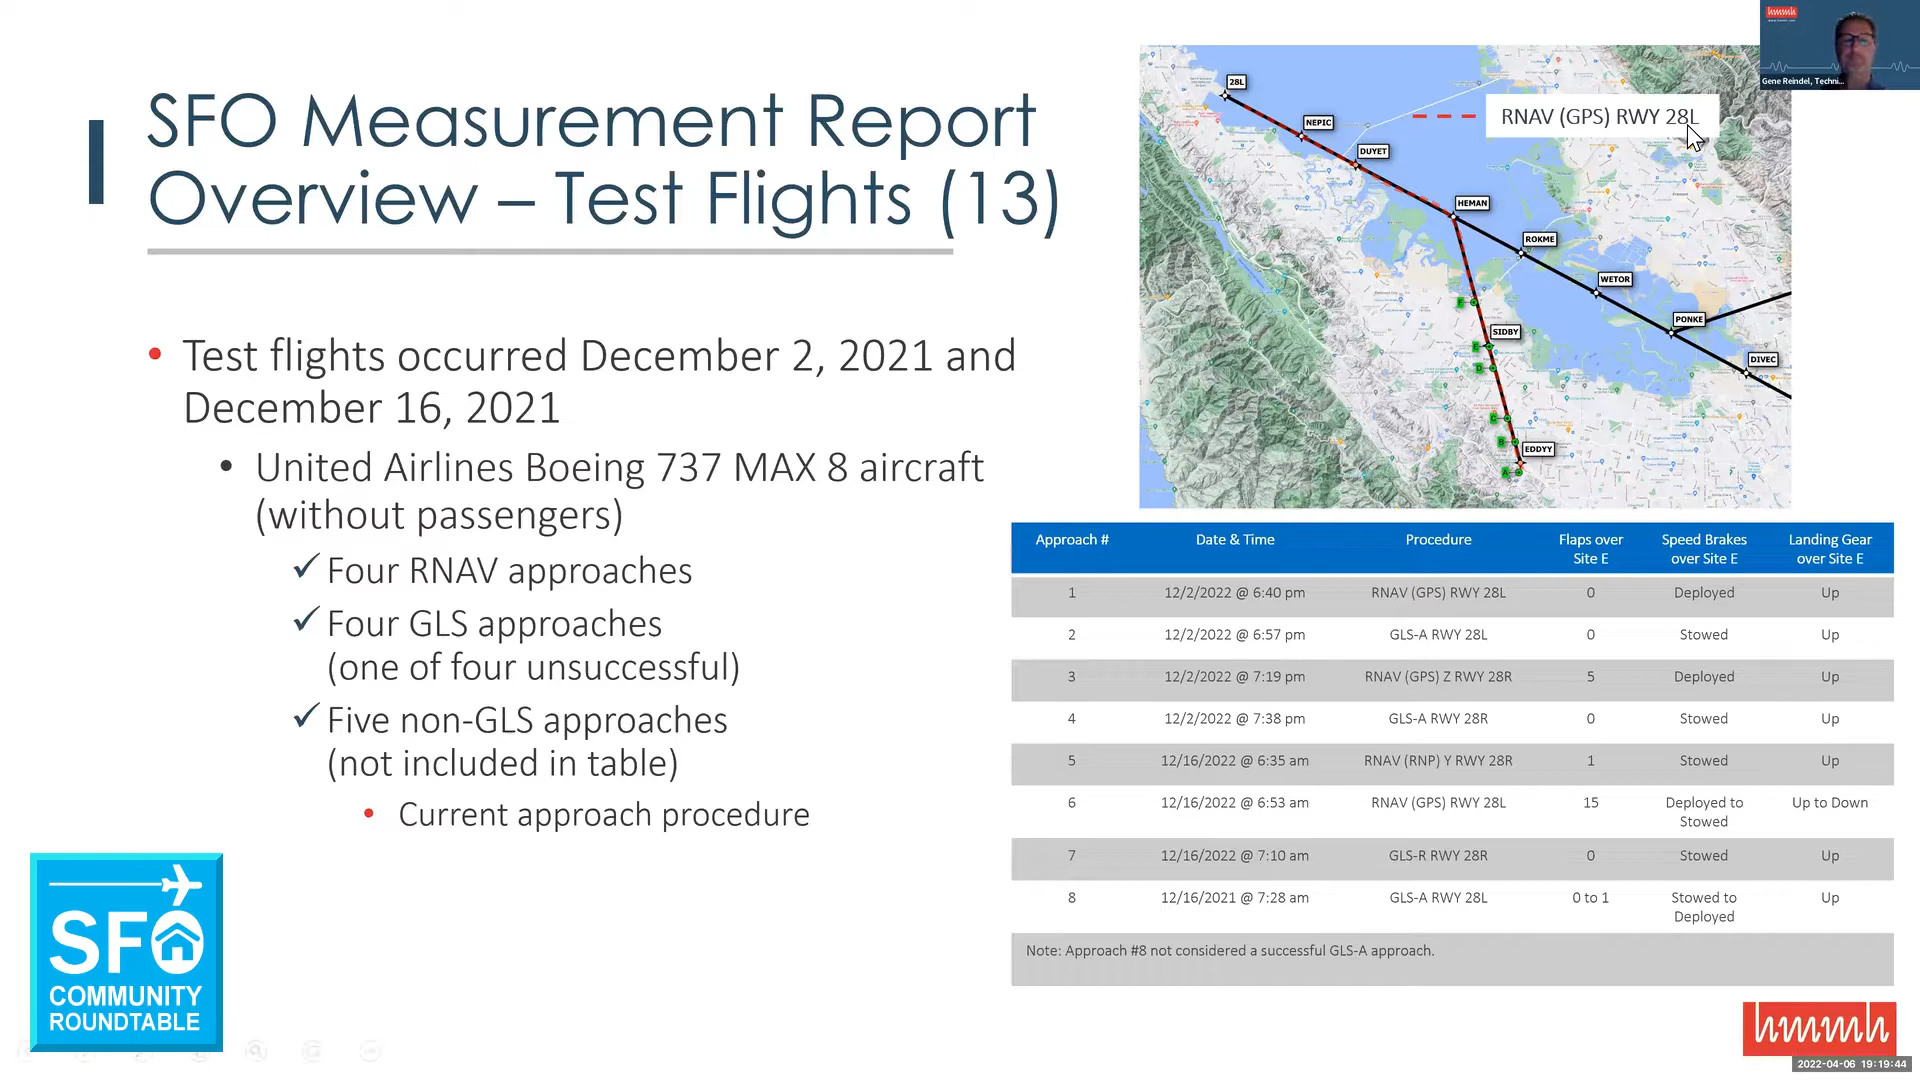 SFO Measurement Report
Overview – Test Flights (13)
• Test flights occurred December 2, 2021 and
December 16, 2021
• United Airlines Boeing 737 MAX 8 aircraft
(without passengers)
✓ Four RNAV approaches
✓ Four GLS approaches
(one of four unsuccessful)
✓ Five non-GLS approaches
(not included in table)
• Current approach procedure
SFO
COMMUNITY
ROUNDTABLE
28L
NEPIC
DUYET
HEMAN
ROKME
WETOR
PONKE
DIVEC
SIDBY
EDDYY
F
E
D
C
B
A
RNAV (GPS) RWY 28L
hmmh
Gene Reindel, Techni...
Approach # Date & Time Procedure Flaps over Site E Speed Brakes over Site E Landing Gear over Site E
1 12/2/2022 @ 6:40 pm RNAV (GPS) RWY 28L 0 Deployed Up
2 12/2/2022 @ 6:57 pm GLS-A RWY 28L 0 Stowed Up
3 12/2/2022 @ 7:19 pm RNAV (GPS) Z RWY 28R 5 Deployed Up
4 12/2/2022 @ 7:38 pm GLS-A RWY 28R 0 Stowed Up
5 12/16/2022 @ 6:35 am RNAV (RNP) Y RWY 28R 1 Stowed Up
6 12/16/2022 @ 6:53 am RNAV (GPS) RWY 28L 15 Deployed to Stowed Up to Down
7 12/16/2022 @ 7:10 am GLS-R RWY 28R 0 Stowed Up
8 12/16/2021 @ 7:28 am GLS-A RWY 28L 0 to 1 Stowed to Deployed Up
Note: Approach #8 not considered a successful GLS-A approach.
hmmh
2022-04-06 19:19:44